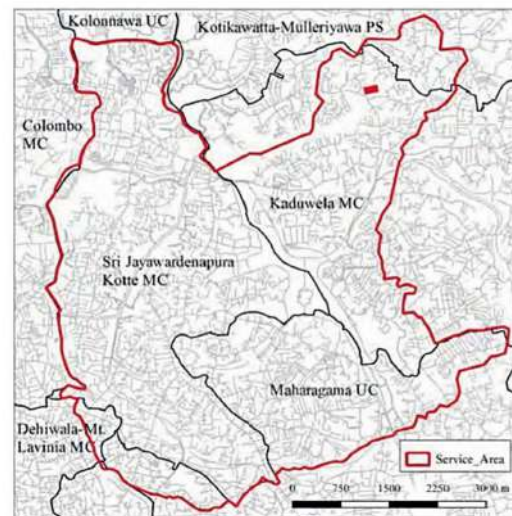 Kolonnawa UC
Kotikawatta-Mulleriyawa PS
Colombo
MC
Kaduwela MC
Sri Jayawardenapura
Kotte MC
Maharagama UC
Dehiwala-Mt.
Lavinia MC
Service_Area
0 750 1500 2250 3000 m